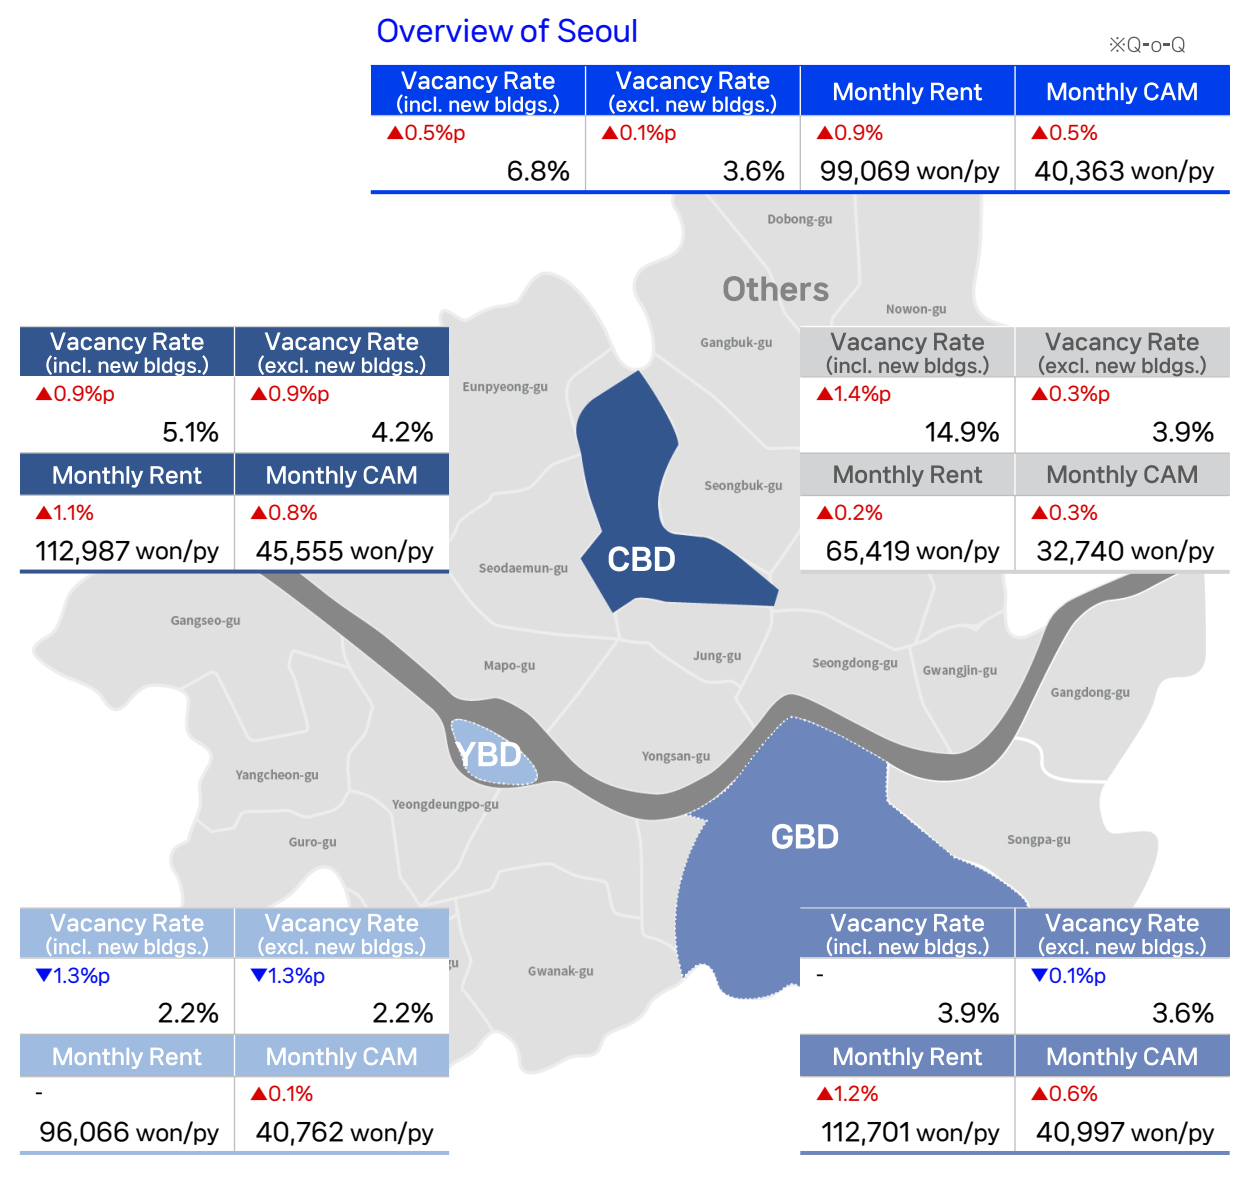 Overview of Seoul
※Q-o-Q
Vacancy Rate (incl. new bldgs.) Vacancy Rate (excl. new bldgs.) Monthly Rent Monthly CAM
▲0.5%p ▲0.1%p ▲0.9% ▲0.5%
6.8% 3.6% 99,069 won/py 40,363 won/py
Dobong-gu
Others
Nowon-gu
Gangbuk-gu
Eunpyeong-gu
Vacancy Rate (incl. new bldgs.) Vacancy Rate (excl. new bldgs.)
▲0.9%p ▲0.9%p
5.1% 4.2%
Monthly Rent Monthly CAM
▲1.1% ▲0.8%
112,987 won/py 45,555 won/py
Vacancy Rate (incl. new bldgs.) Vacancy Rate (excl. new bldgs.)
▲1.4%p ▲0.3%p
14.9% 3.9%
Monthly Rent Monthly CAM
▲0.2% ▲0.3%
65,419 won/py 32,740 won/py
Seongbuk-gu
CBD
Seodaemun-gu
Gangseo-gu
Mapo-gu
Jung-gu
Seongdong-gu
Gwangjin-gu
Gangdong-gu
YBD
Yongsan-gu
Yangcheon-gu
Yeongdeungpo-gu
Guro-gu
GBD
Songpa-gu
gu
Gwanak-gu
Vacancy Rate (incl. new bldgs.) Vacancy Rate (excl. new bldgs.)
▼1.3%p ▼1.3%p
2.2% 2.2%
Monthly Rent Monthly CAM
- ▲0.1%
96,066 won/py 40,762 won/py
Vacancy Rate (incl. new bldgs.) Vacancy Rate (excl. new bldgs.)
- ▼0.1%p
3.9% 3.6%
Monthly Rent Monthly CAM
▲1.2% ▲0.6%
112,701 won/py 40,997 won/py